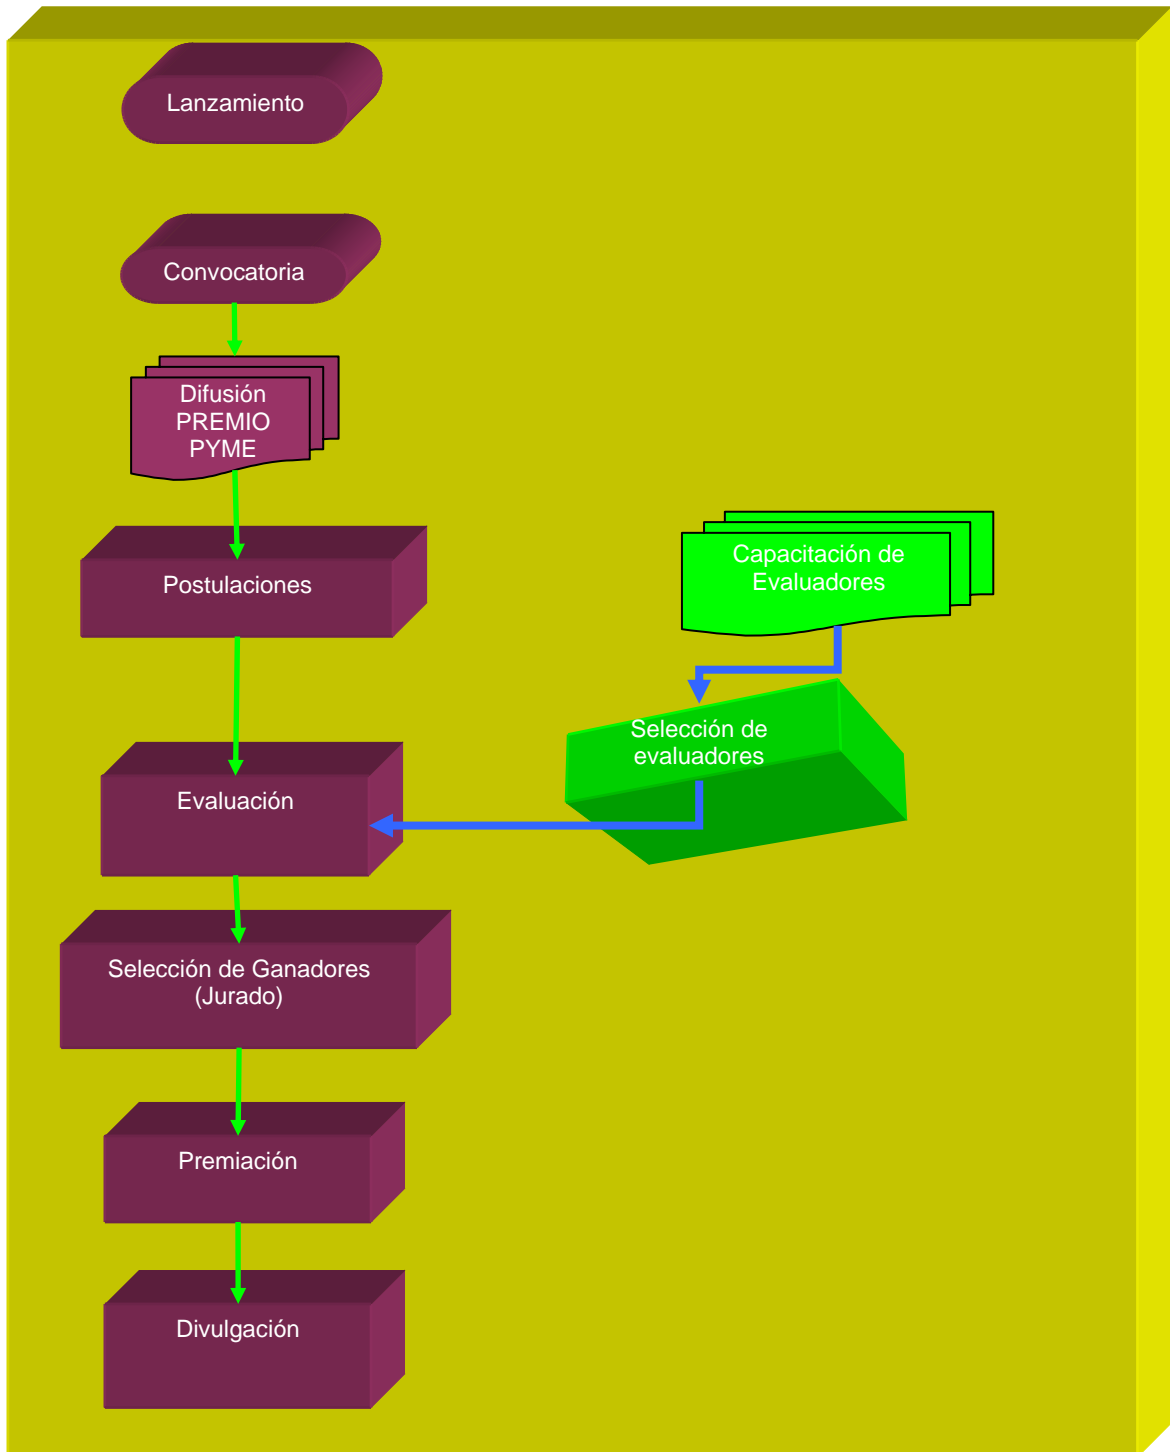 Lanzamiento
Convocatoria
Difusión
PREMIO
PYME
Postulaciones
Capacitación de
Evaluadores
Selección de
evaluadores
Evaluación
Selección de Ganadores
(Jurado)
Premiación
Divulgación